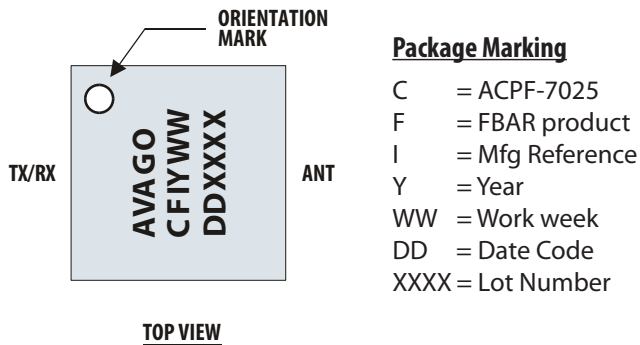 ORIENTATION
MARK
TX/RX
AVAGO
CFIYWW
DDXXXX
ANT
TOP VIEW
Package Marking
C = ACPF-7025
F = FBAR product
I = Mfg Reference
Y = Year
WW = Work week
DD = Date Code
XXXX = Lot Number